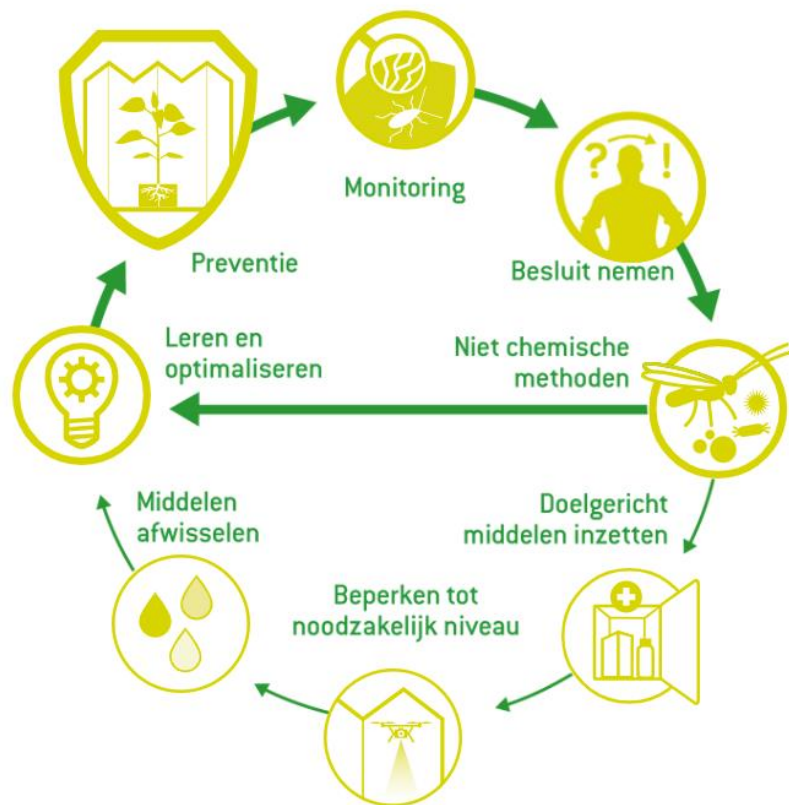 Monitoring
Preventie
Besluit nemen
Leren en
optimaliseren
Niet chemische
methoden
Middelen
afwisselen
Doelgericht
middelen inzetten
Beperken tot
noodzakelijk niveau
? !